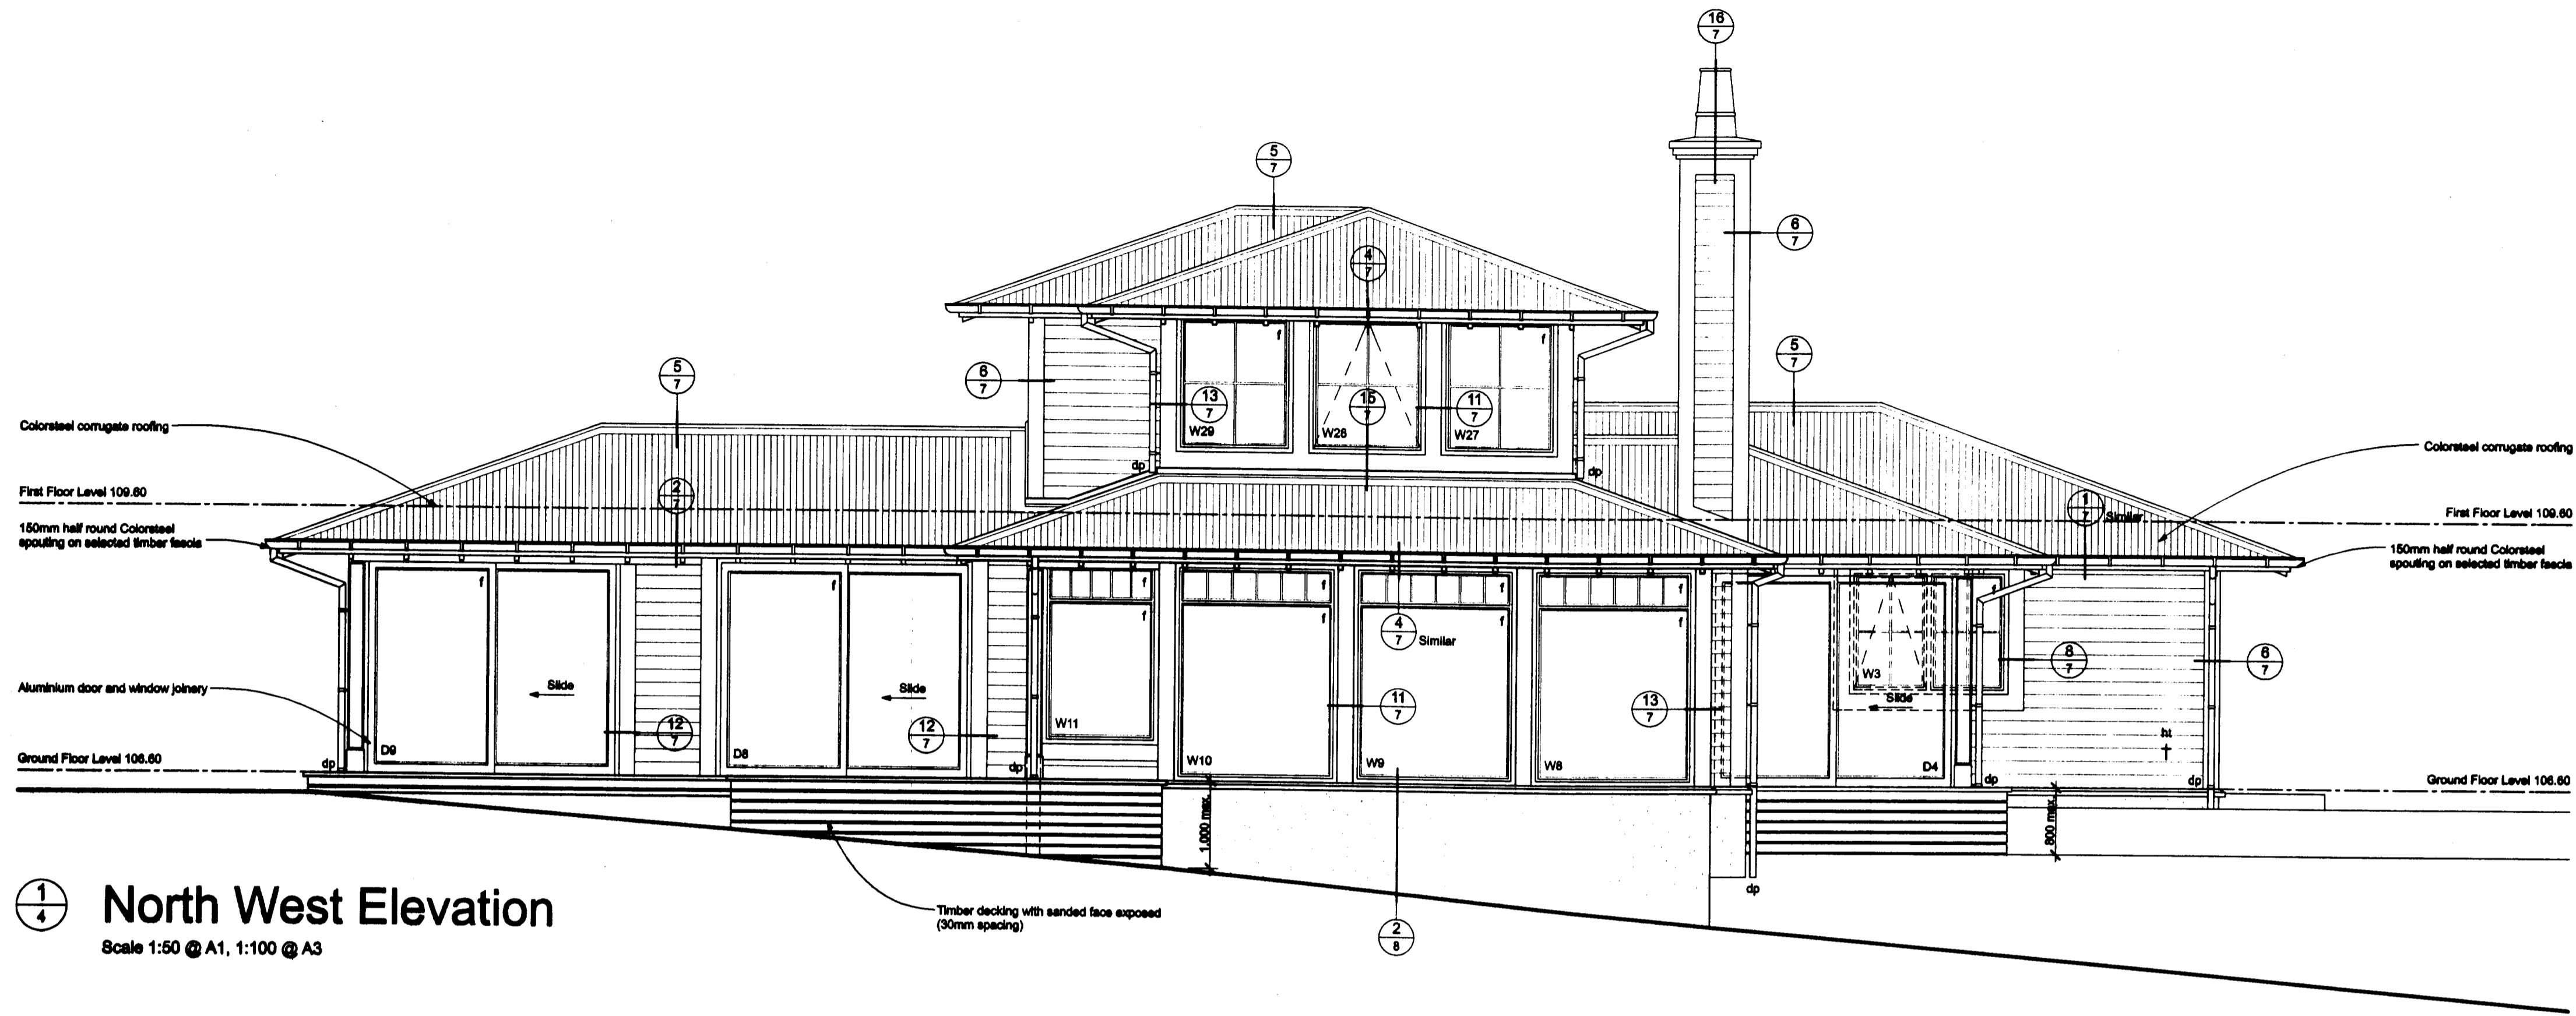 16
7
5
7
6
7
4
7
5
7
6
7
5
7
f
f
13
7
15
7
11
7
W29
W28
W27
Colorsteel corrugate roofing
Colorsteel corrugate roofing
dp
dp
First Floor Level 109.60
2
7
1
7
Similar
First Floor Level 109.60
150mm half round Colorsteel
spouting on selected timber fascia
150mm half round Colorsteel
spouting on selected timber fascia
f
f
f
f
f
f
f
f
f
f
f
4
7
Similar
8
7
6
7
W3
Slide
Slide
Slide
Aluminium door and window joinery
11
7
13
7
12
7
12
7
W11
ht
D9
D8
W10
W9
W8
D4
Ground Floor Level 106.60
dp
dp
dp
dp
Ground Floor Level 106.60
1,000 max.
800 max.
dp
1
4
North West Elevation
Scale 1:50 @ A1, 1:100 @ A3
Timber decking with sanded face exposed
(30mm spacing)
2
8